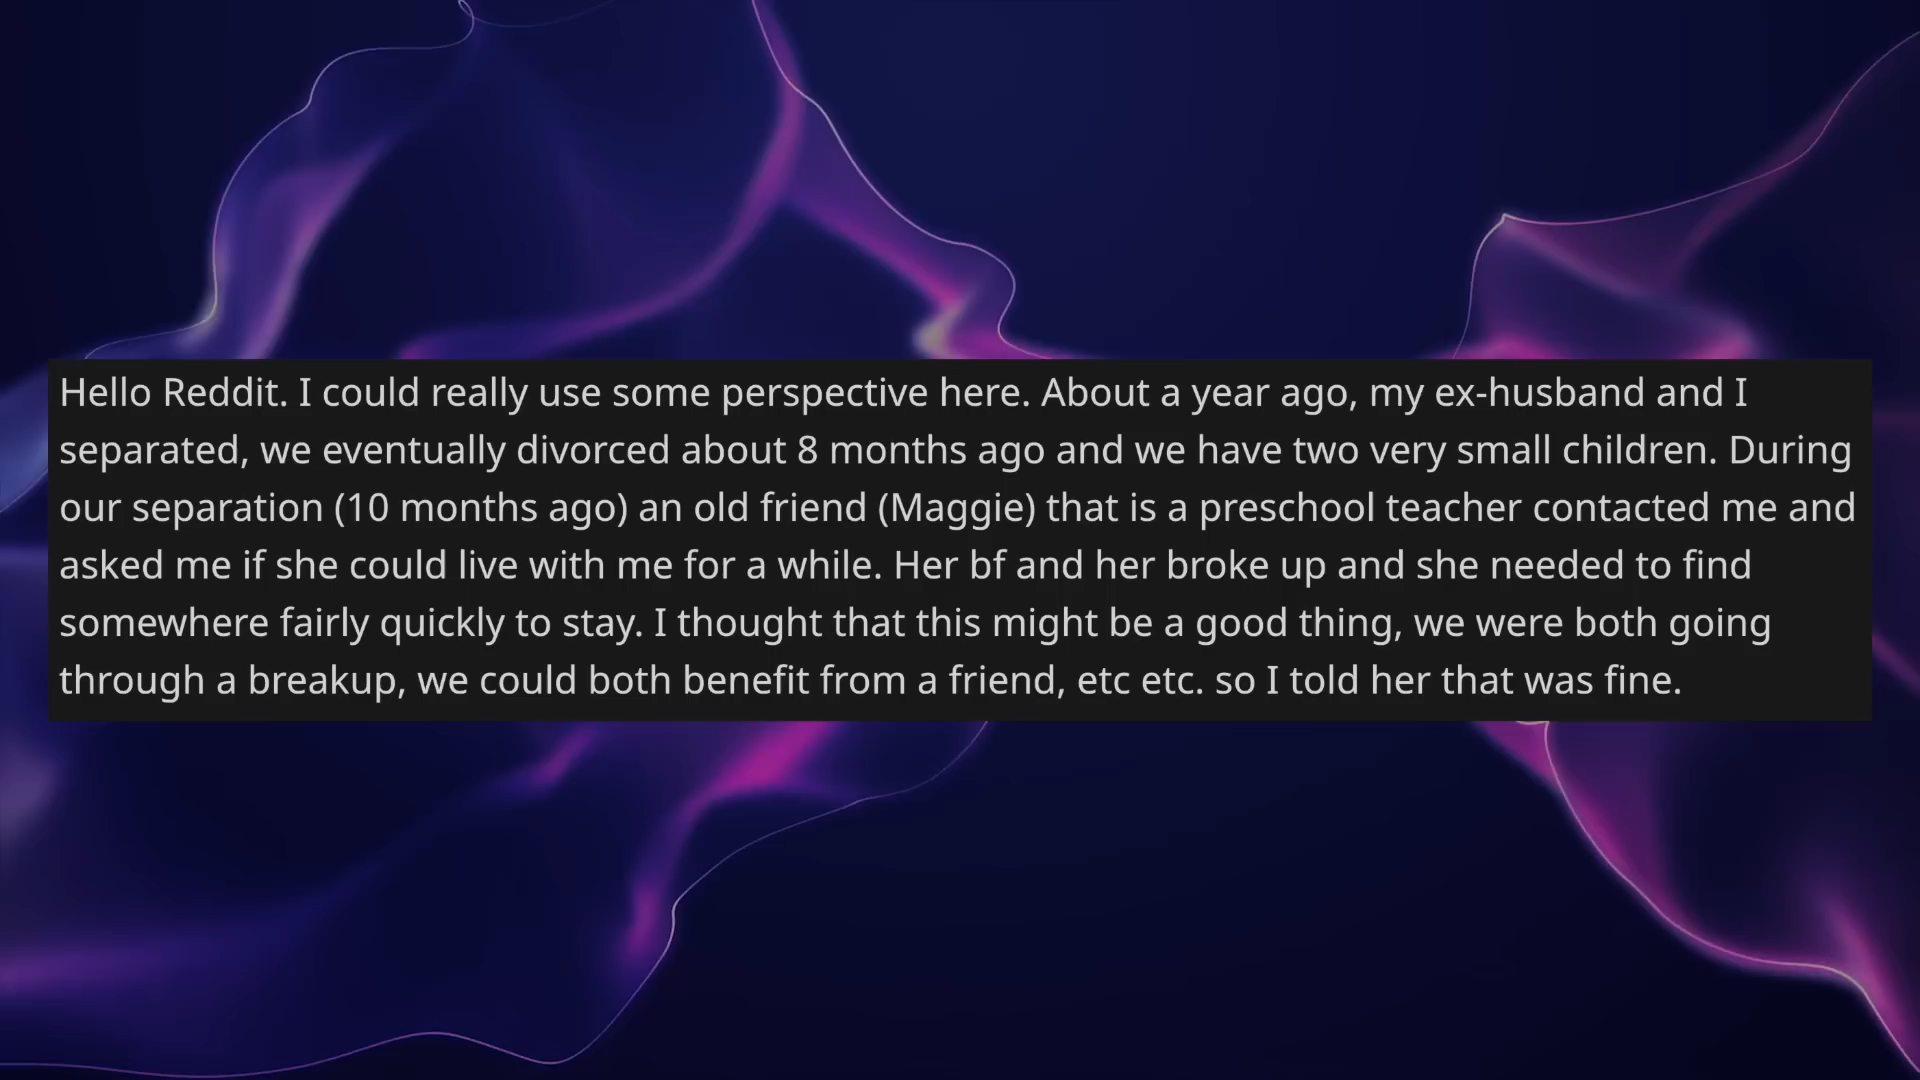 Hello Reddit. I could really use some perspective here. About a year ago, my ex-husband and I
separated, we eventually divorced about 8 months ago and we have two very small children. During
our separation (10 months ago) an old friend (Maggie) that is a preschool teacher contacted me and
asked me if she could live with me for a while. Her bf and her broke up and she needed to find
somewhere fairly quickly to stay. I thought that this might be a good thing, we were both going
through a breakup, we could both benefit from a friend, etc etc. so I told her that was fine.